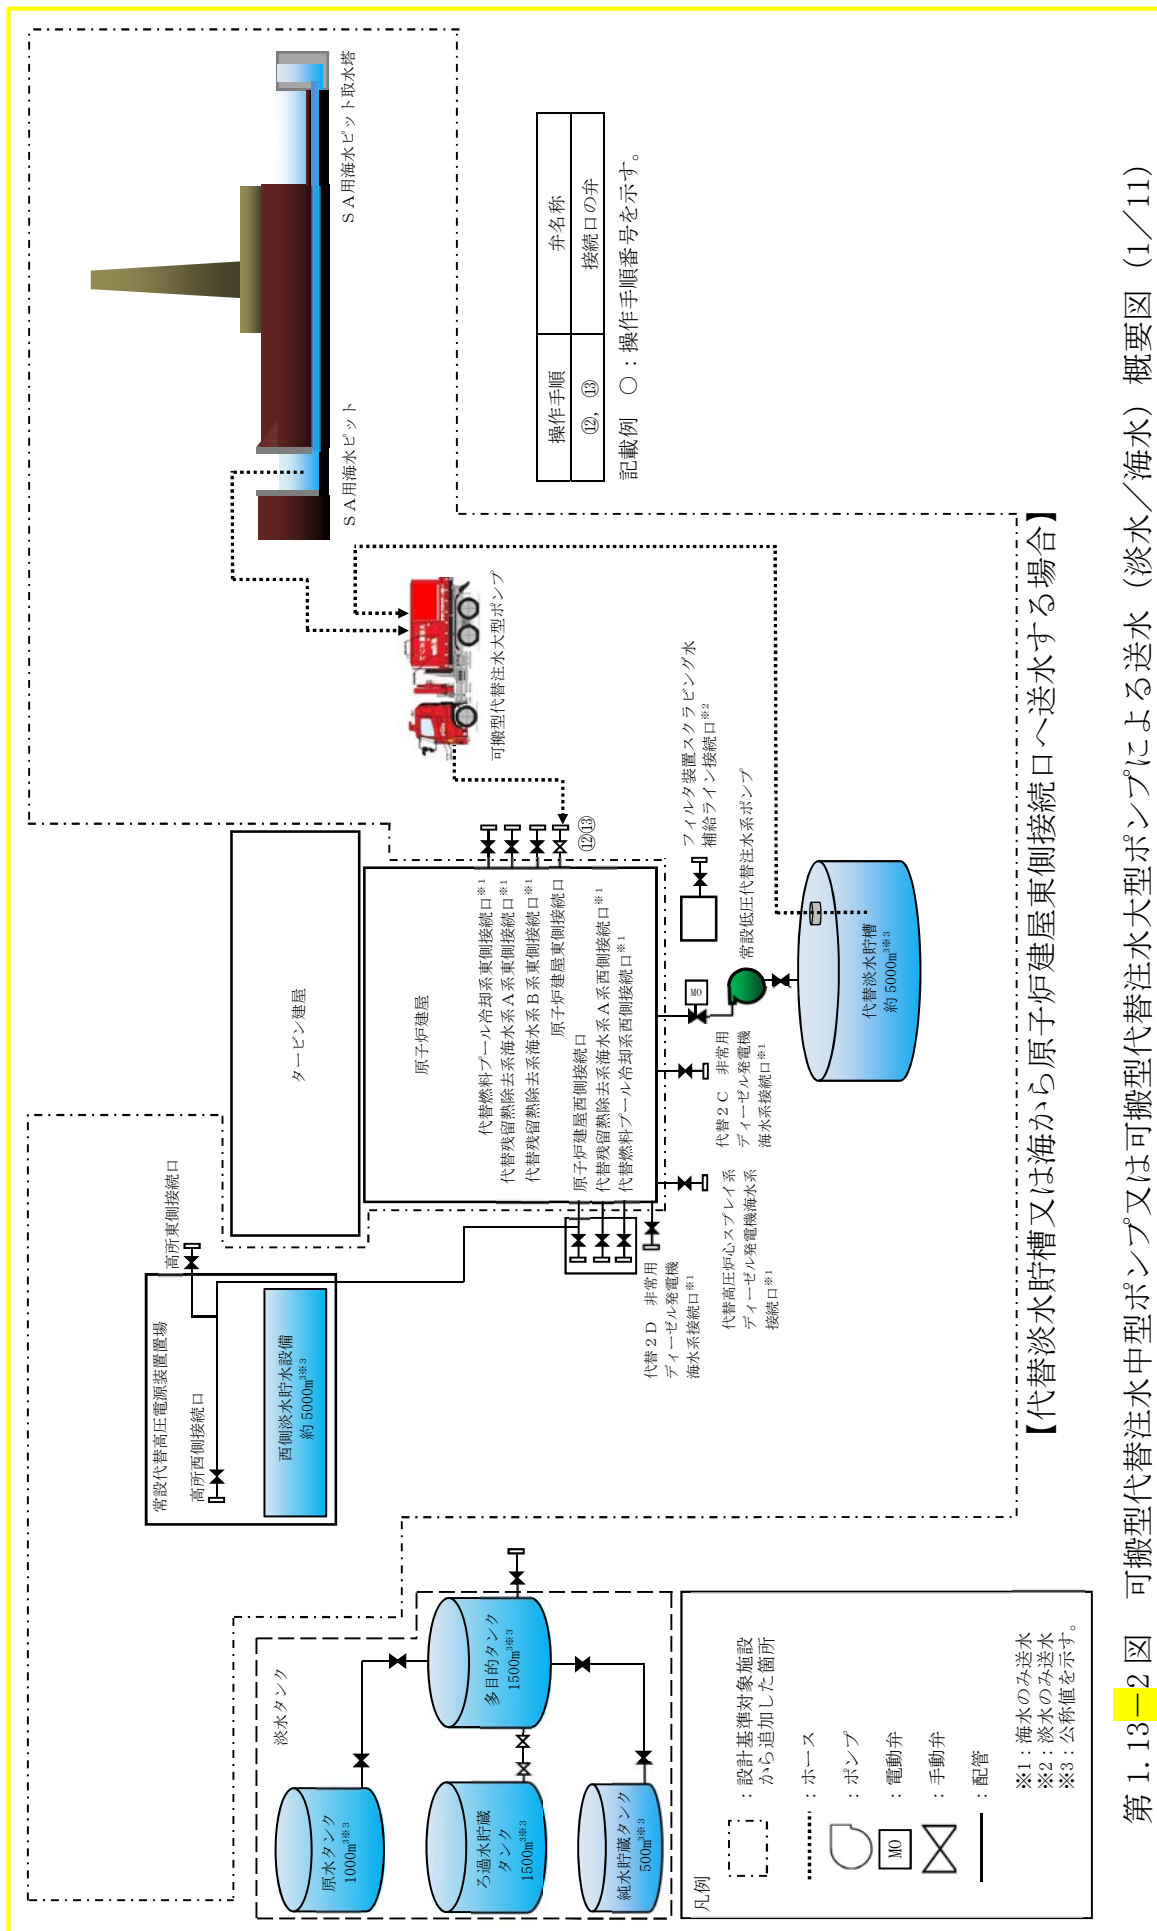 SA用海水ピット取水塔
SA用海水ピット
操作手順
弁名称
⑫, ⑬
接続口の弁
記載例　○：操作手順番号を示す。
可搬型代替注水大型ポンプ
タービン建屋
原子炉建屋
代替燃料プール冷却系東側接続口※1
代替残留熱除去系海水系A系東側接続口※1
代替残留熱除去系海水系B系東側接続口※1
原子炉建屋東側接続口
⑫⑬
原子炉建屋西側接続口
代替残留熱除去系海水系A系西側接続口※1
代替燃料プール冷却系西側接続口※1
フィルタ装置スクラビング水
補給ライン接続口※2
常設低圧代替注水系ポンプ
MO
代替淡水貯槽
約5000m³※3
代替2C　非常用
ディーゼル発電機
海水系接続口※1
代替高圧炉心スプレイ系
ディーゼル発電機海水系
接続口※1
代替2D　非常用
ディーゼル発電機
海水系接続口※1
高所東側接続口
常設代替高圧電源装置置場
高所西側接続口
西側淡水貯水設備
約5000m³※3
淡水タンク
多目的タンク
1500m³※3
原水タンク
1000m³※3
ろ過水貯蔵
タンク
1500m³※3
純水貯蔵タンク
500m³※3
凡例
：設計基準対象施設
から追加した箇所
：ホース
：ポンプ
MO
：電動弁
：手動弁
：配管
※1：海水のみ送水
※2：淡水のみ送水
※3：公称値を示す。
【代替淡水貯槽又は海から原子炉建屋東側接続口へ送水する場合】
第1.13－2図　可搬型代替注水中型ポンプ又は可搬型代替注水大型ポンプによる送水（淡水／海水）概要図（1／11）